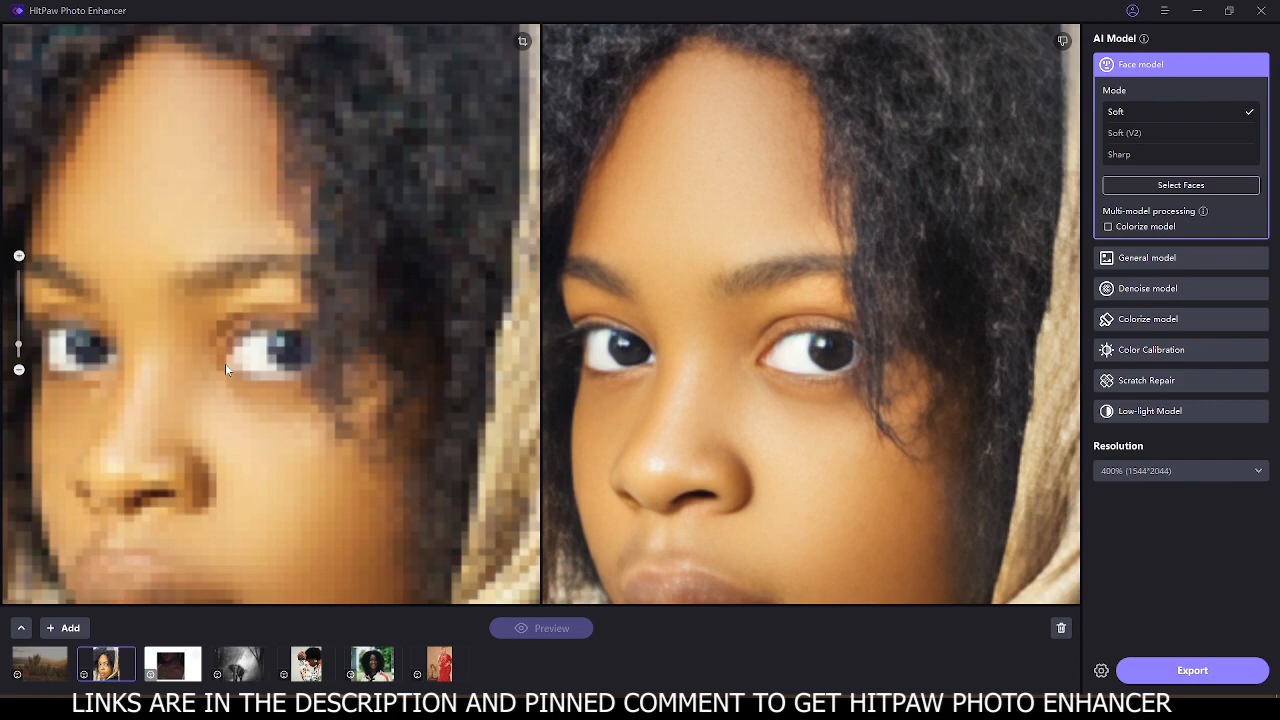 HitPaw Photo Enhancer
AI Model
Face model
Mode
Soft
Soft (V2)
Sharp
Select Faces
Multi-model processing
Colorize model
General model
Denoise model
Colorize model
Color Calibration
Scratch Repair
Low-light Model
Resolution
400% (1544*2044)
+ Add
Preview
Export
LINKS ARE IN THE DESCRIPTION AND PINNED COMMENT TO GET HITPAW PHOTO ENHANCER